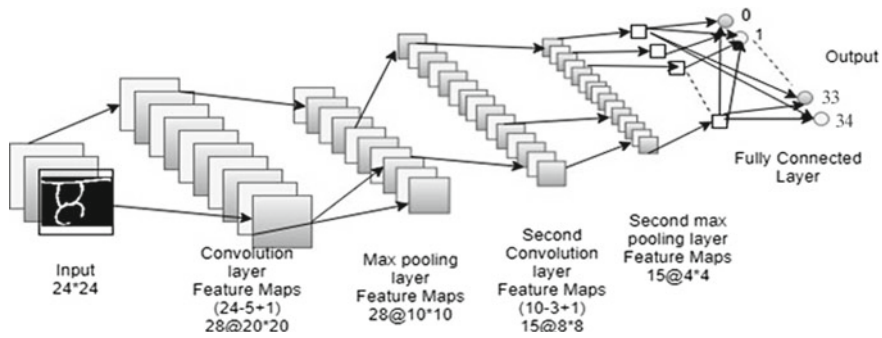 0
1
Output
33
34
Fully Connected
Layer
Input
24*24
Convolution
layer
Feature Maps
(24-5+1)
28@20*20
Max pooling
layer
Feature Maps
28@10*10
Second
Convolution
layer
Feature Maps
(10-3+1)
15@8*8
Second max
pooling layer
Feature Maps
15@4*4